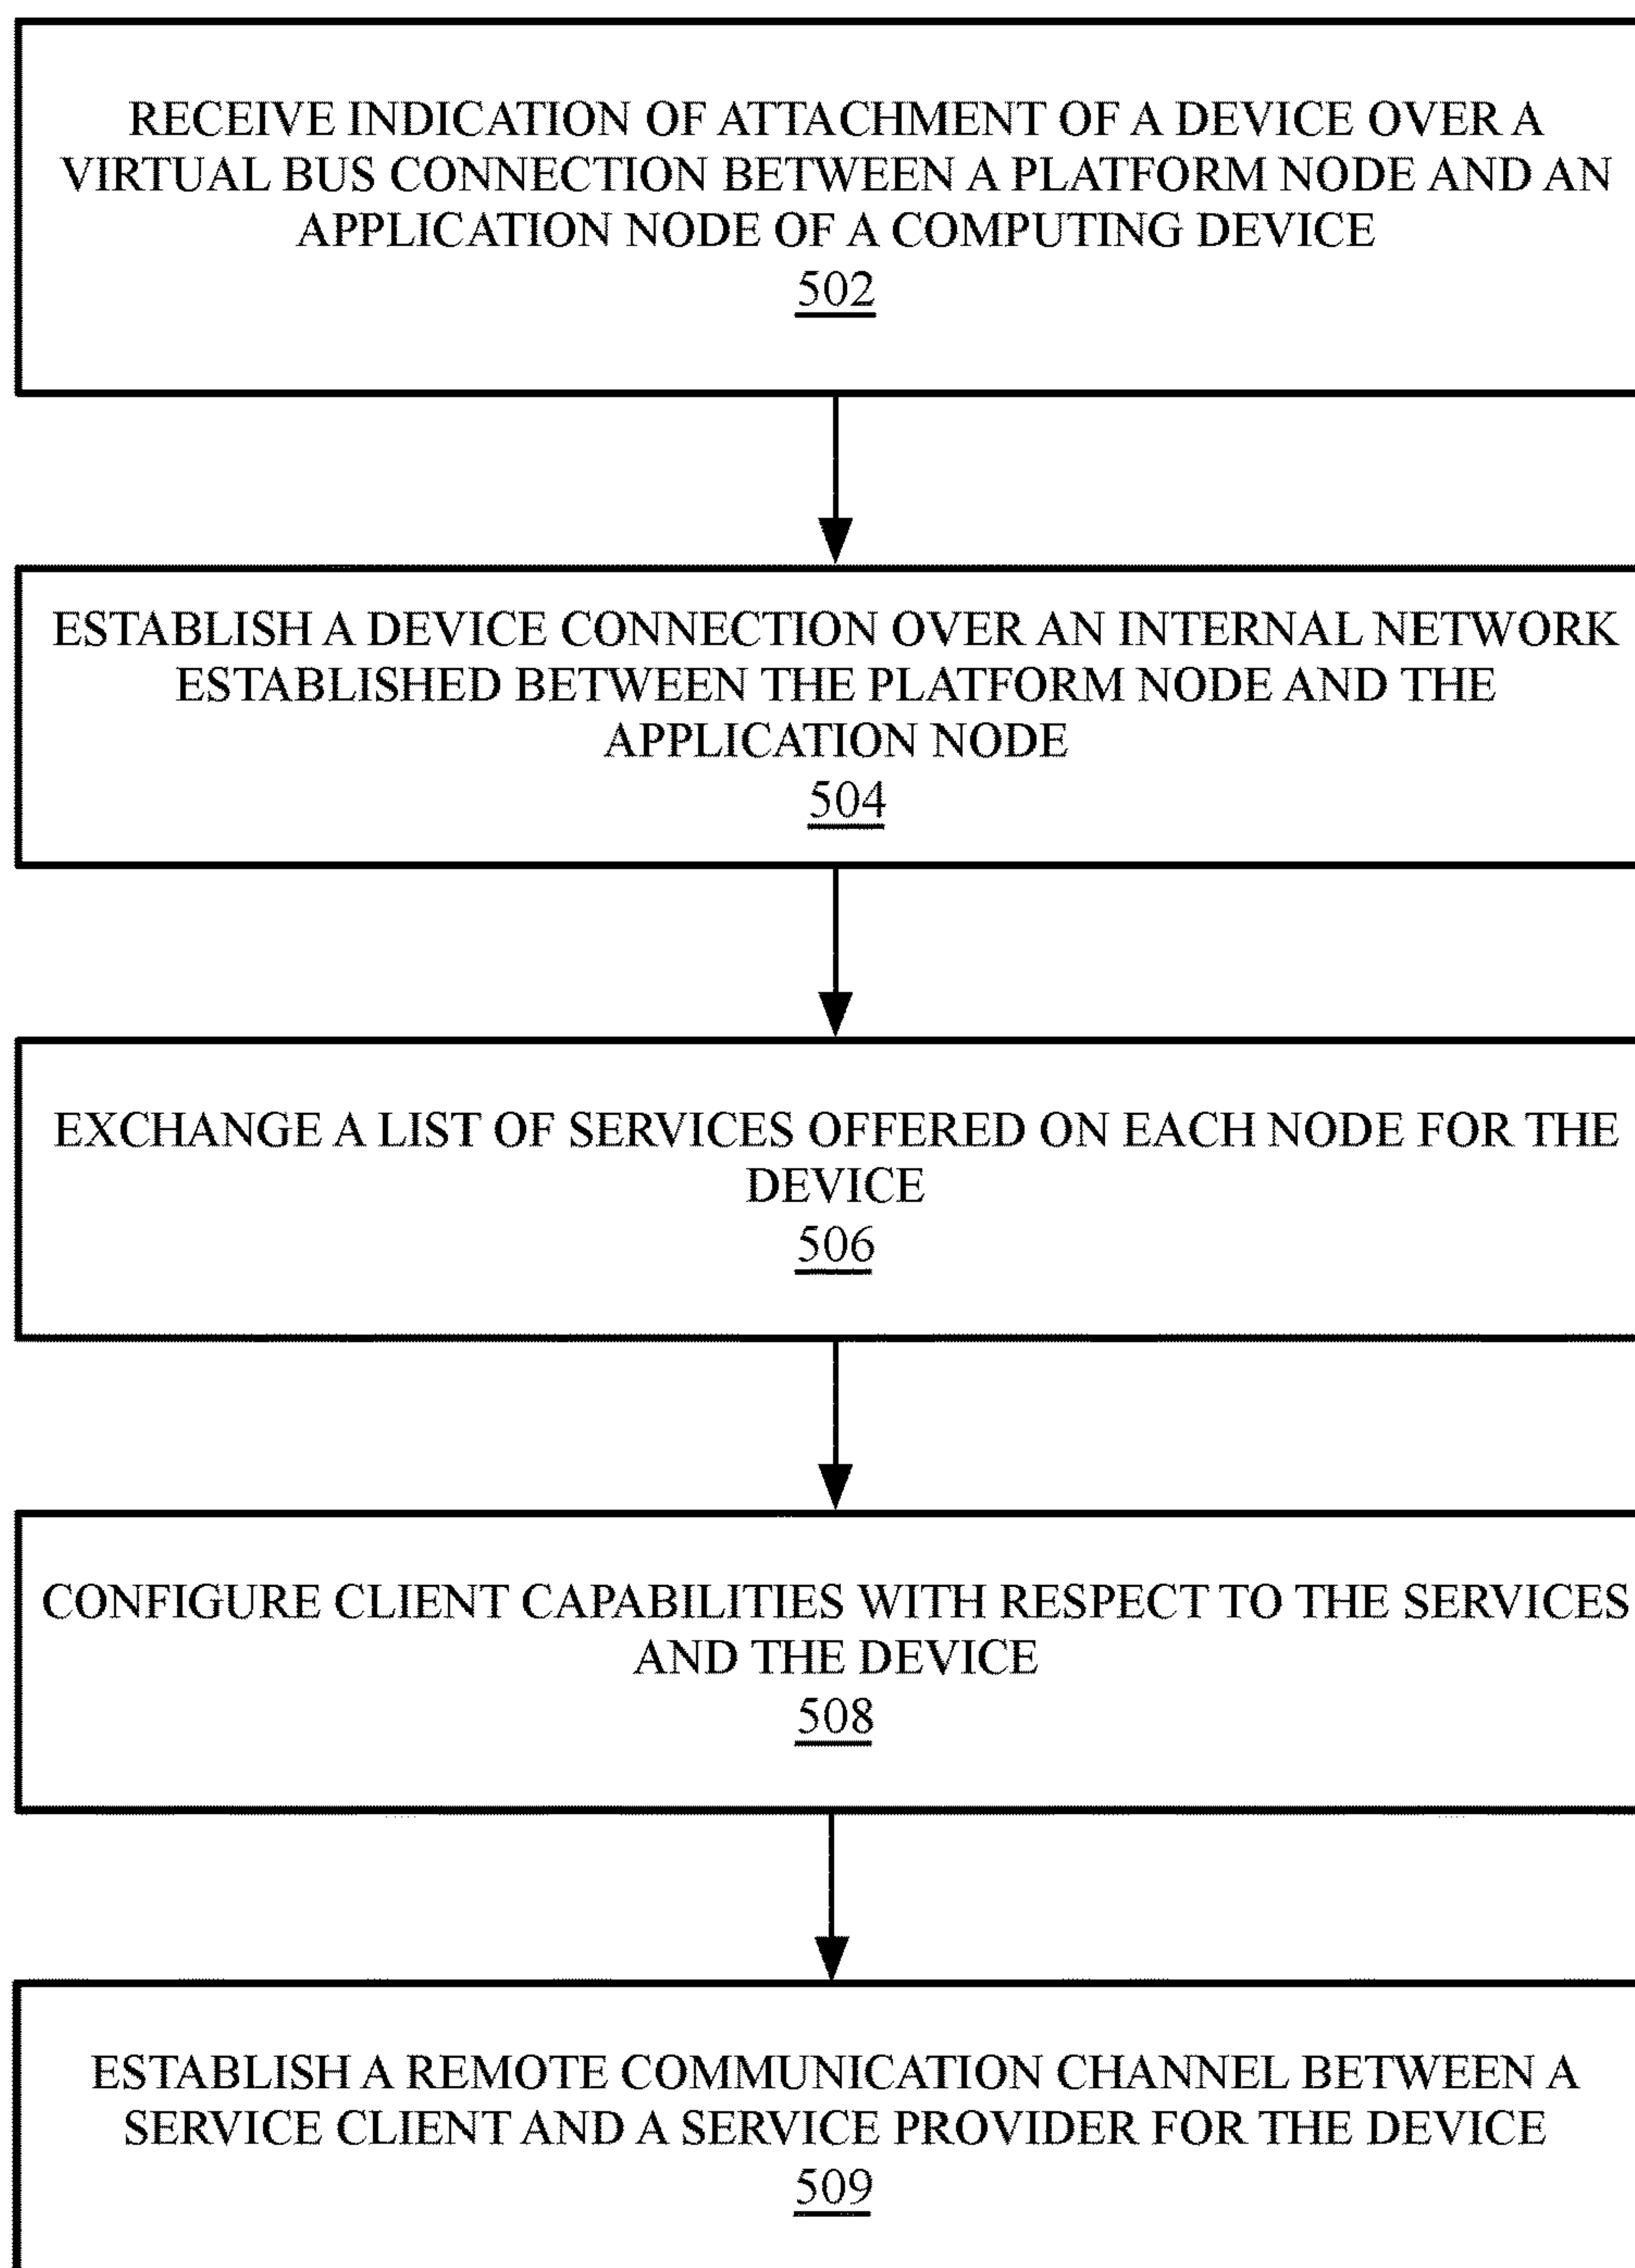 RECEIVE INDICATION OF ATTACHMENT OF A DEVICE OVER A
VIRTUAL BUS CONNECTION BETWEEN A PLATFORM NODE AND AN
APPLICATION NODE OF A COMPUTING DEVICE
502
ESTABLISH A DEVICE CONNECTION OVER AN INTERNAL NETWORK
ESTABLISHED BETWEEN THE PLATFORM NODE AND THE
APPLICATION NODE
504
EXCHANGE A LIST OF SERVICES OFFERED ON EACH NODE FOR THE
DEVICE
506
CONFIGURE CLIENT CAPABILITIES WITH RESPECT TO THE SERVICES
AND THE DEVICE
508
ESTABLISH A REMOTE COMMUNICATION CHANNEL BETWEEN A
SERVICE CLIENT AND A SERVICE PROVIDER FOR THE DEVICE
509